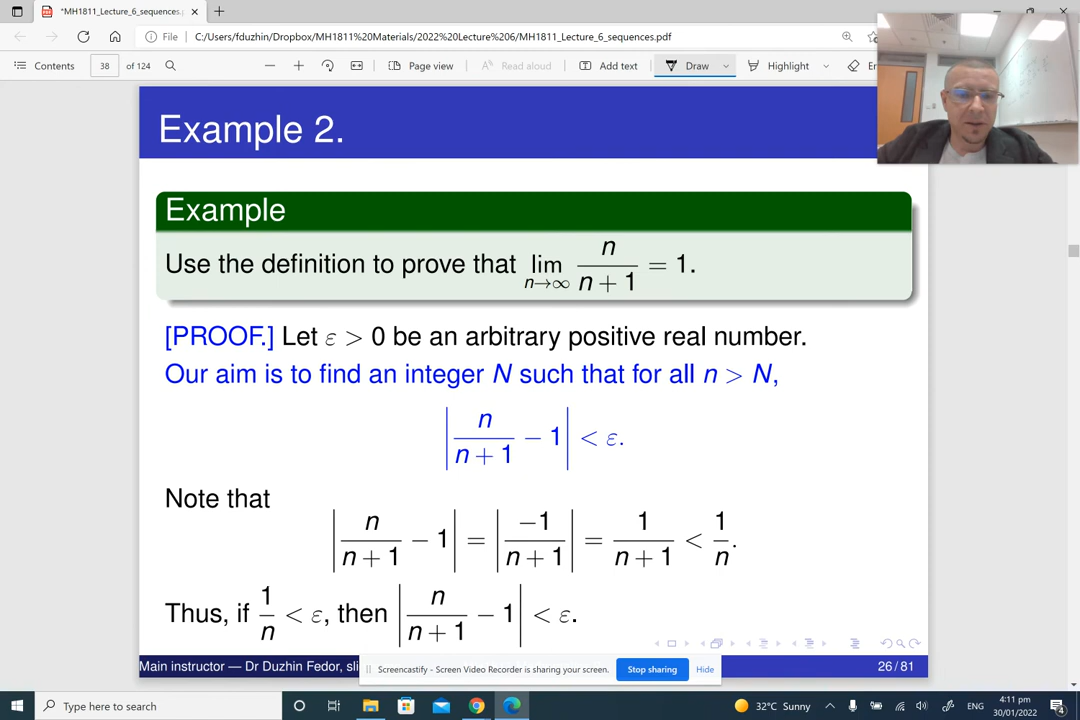 *MH1811_Lecture_6_sequences.p
File C:/Users/fduzhin/Dropbox/MH1811%20Materials/2022%20Lecture%206/MH1811_Lecture_6_sequences.pdf
Contents 38 of 124 Page view Read aloud Add text Draw Highlight Er
Example 2.
Example
Use the definition to prove that lim n→∞ n/(n + 1) = 1.
[PROOF.] Let ε > 0 be an arbitrary positive real number.
Our aim is to find an integer N such that for all n > N,
|n/(n + 1) − 1| < ε.
Note that
|n/(n + 1) − 1| = |−1/(n + 1)| = 1/(n + 1) < 1/n.
Thus, if 1/n < ε, then |n/(n + 1) − 1| < ε.
Main instructor — Dr Duzhin Fedor, sli 26/81
Screencastify - Screen Video Recorder is sharing your screen. Stop sharing Hide
Type here to search 32°C Sunny ENG 4:11 pm
30/01/2022 4